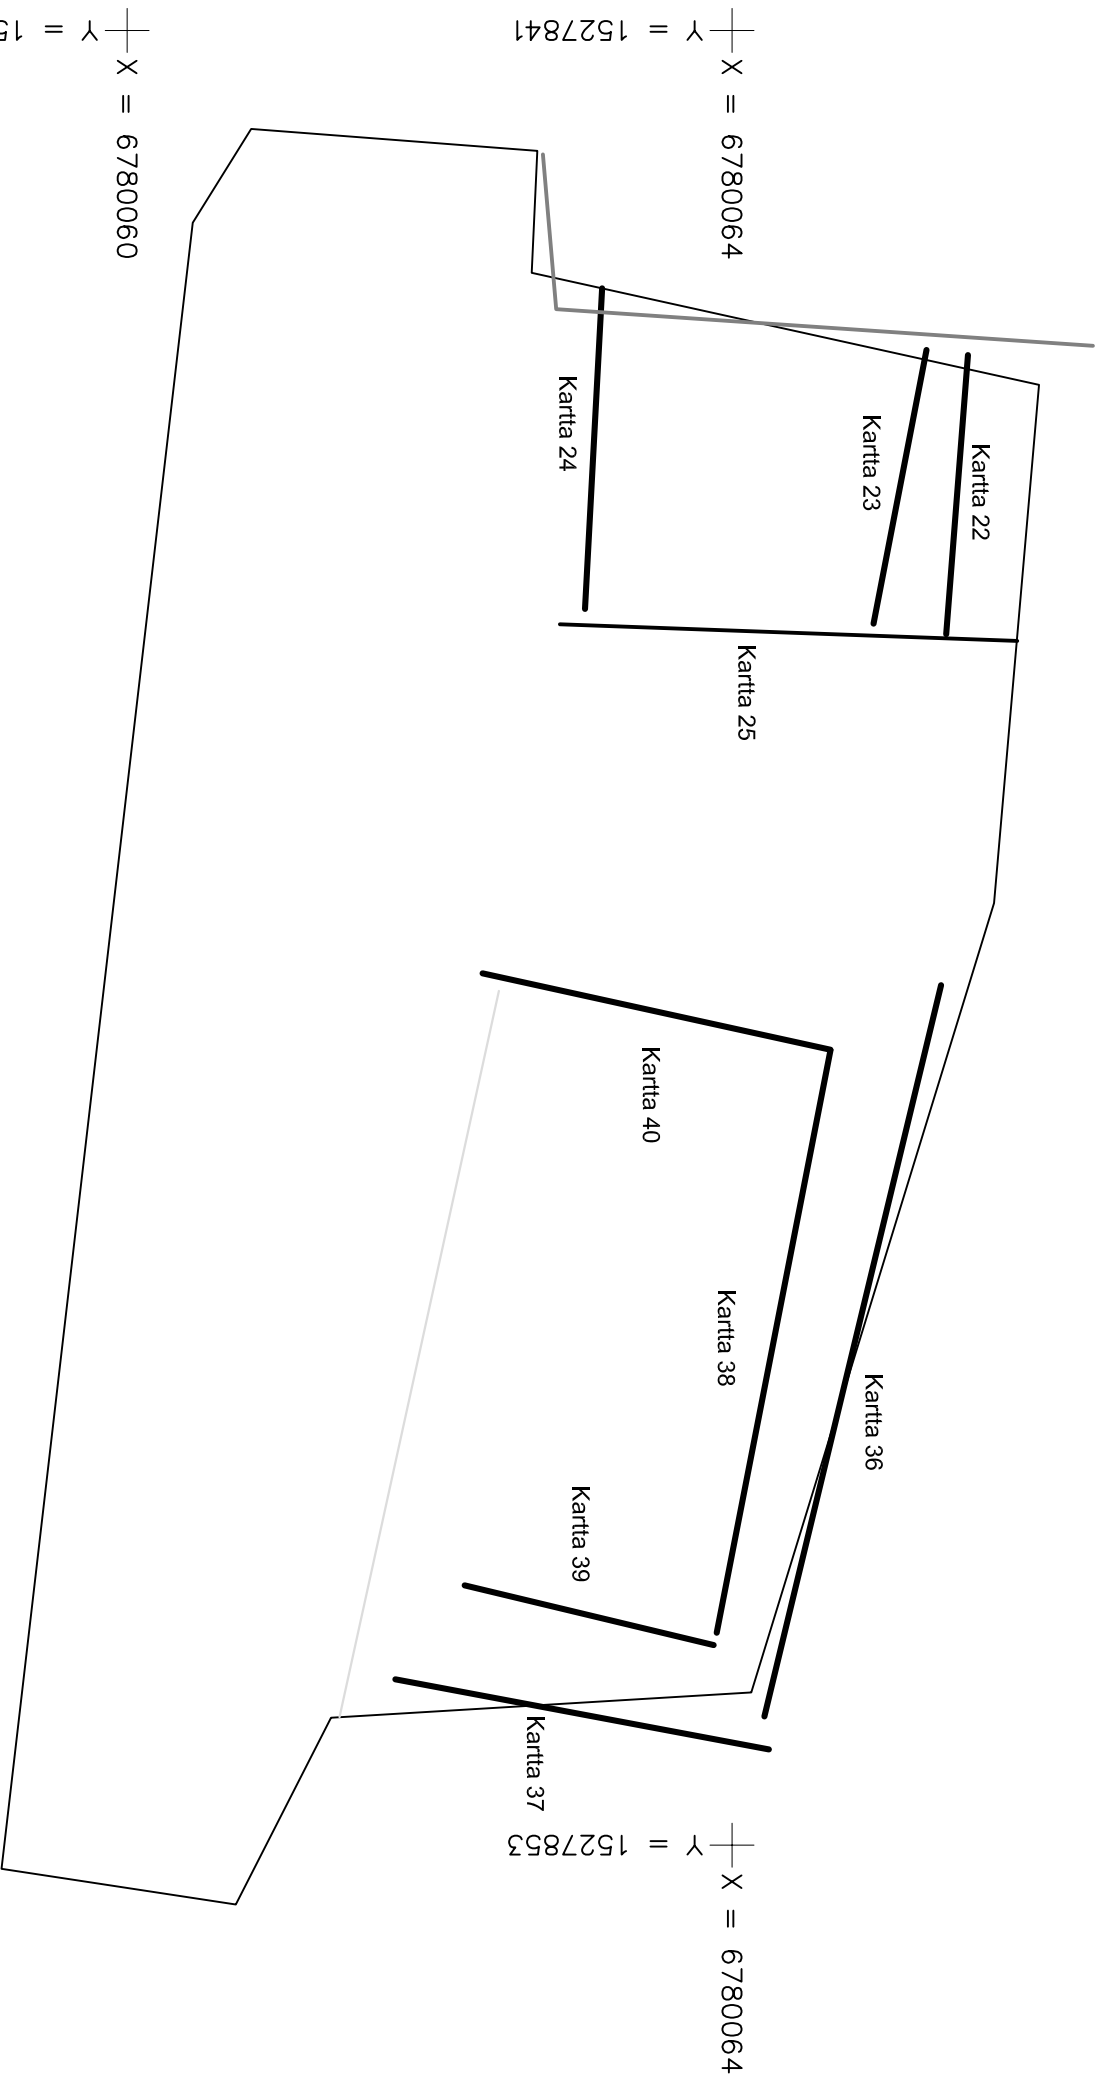 Y = 15
X = 6780060
Y = 1527841
X = 6780064
Kartta 22
Kartta 23
Kartta 24
Kartta 25
Kartta 40
Kartta 38
Kartta 36
Kartta 39
Kartta 37
Y = 1527853
X = 6780064